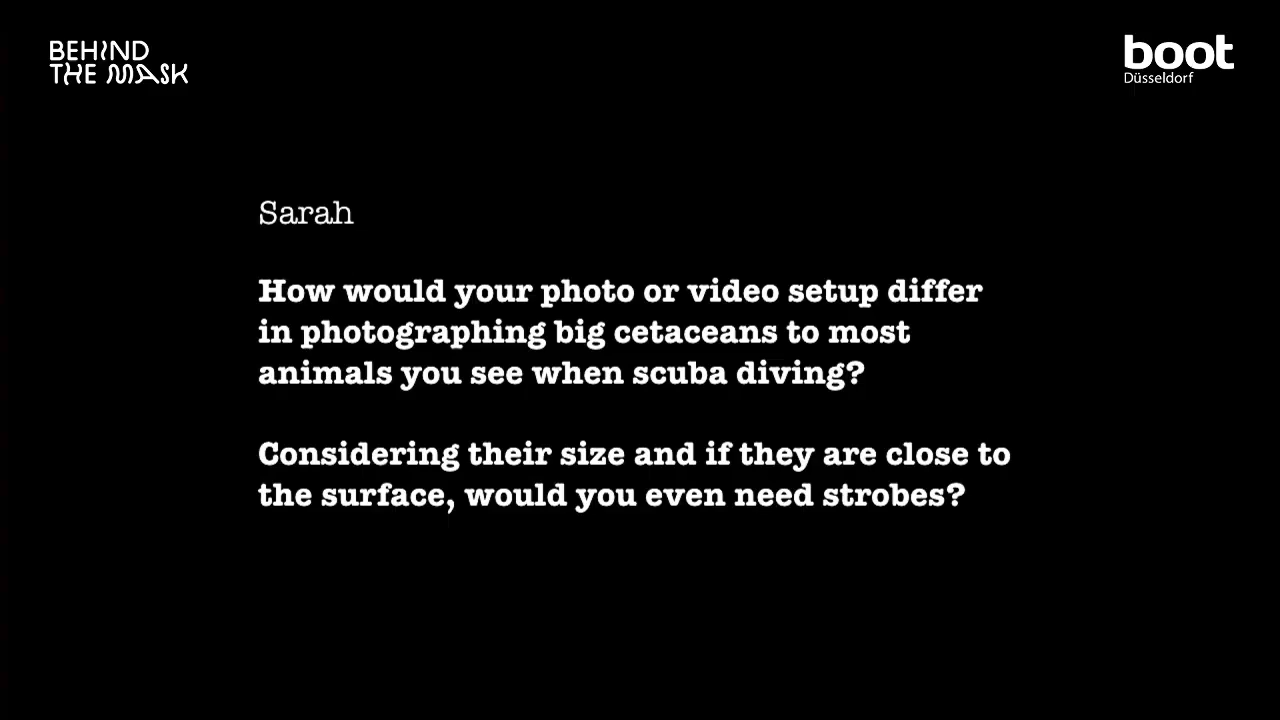 BEHIND
THE MASK
boot
Düsseldorf
Sarah
How would your photo or video setup differ
in photographing big cetaceans to most
animals you see when scuba diving?
Considering their size and if they are close to
the surface, would you even need strobes?